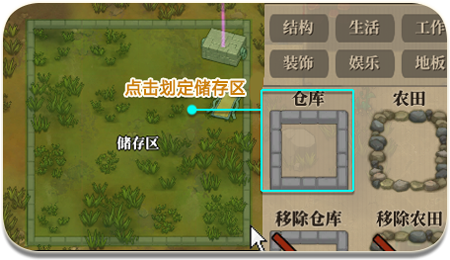 结构 生活 工作
装饰 娱乐 地板
点击划定储存区
仓库 农田
储存区
移除仓库 移除农田